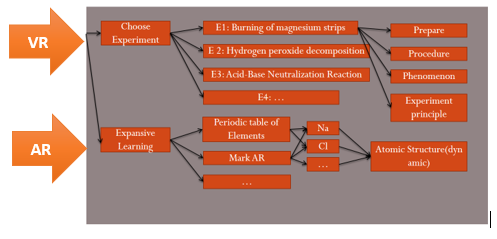 VR
Choose
Experiment
E1: Burning of magnesium strips
E 2: Hydrogen peroxide decomposition
E3: Acid-Base Neutralization Reaction
E4: ...
Prepare
Procedure
Phenomenon
Experiment
principle
AR
Expansive
Learning
Periodic table of
Elements
Mark AR
...
Na
Cl
...
Atomic Structure(dyn
amic)